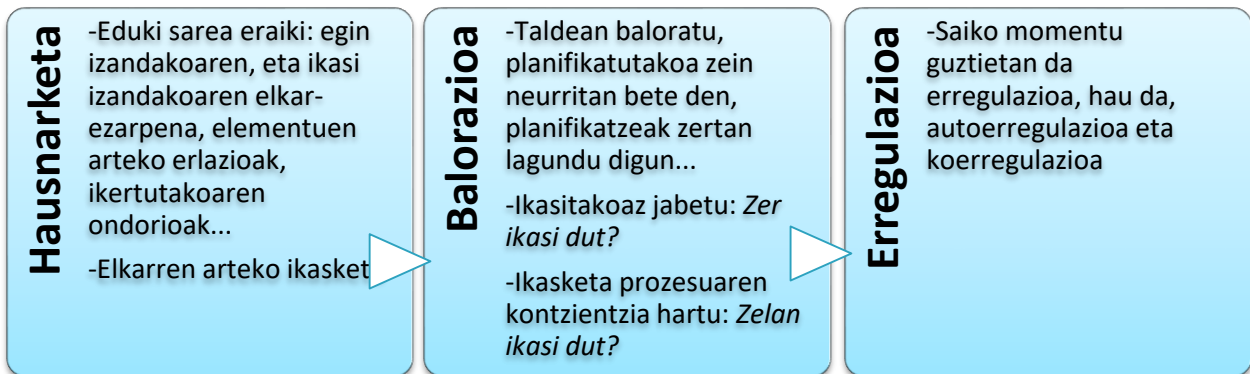 Hausnarketa
-Eduki sarea eraiki: egin
izandakoaren, eta ikasi
izandakoaren elkar-
ezarpena, elementuen
arteko erlazioak,
ikertutakoaren
ondorioak...
-Elkarren arteko ikasket
Balorazioa
-Taldean baloratu,
planifikatutakoa zein
neurritan bete den,
planifikatzeak zertan
lagundu digun...
-Ikasitakoaz jabetu: Zer
ikasi dut?
-Ikasketa prozesuaren
kontzientzia hartu: Zelan
ikasi dut?
Erregulazioa
-Saiko momentu
guztietan da
erregulazioa, hau da,
autoerregulazioa eta
koerregulazioa